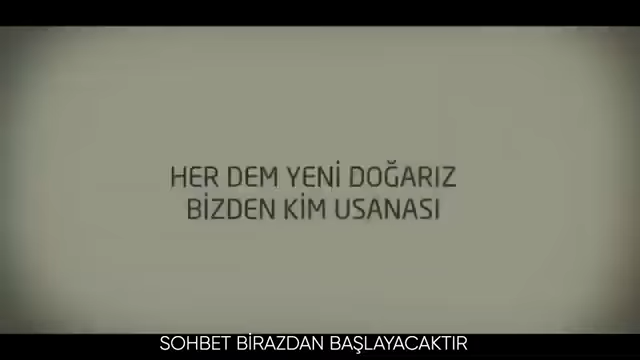 HER DEM YENİ DOĞARIZ
BİZDEN KİM USANASI
SOHBET BİRAZDAN BAŞLAYACAKTIR